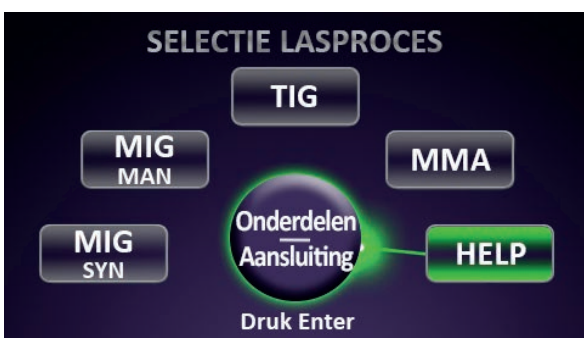 SELECTIE LASPROCES
TIG
MIG
MAN
MMA
MIG
SYN
Onderdelen
Aansluiting
HELP
Druk Enter